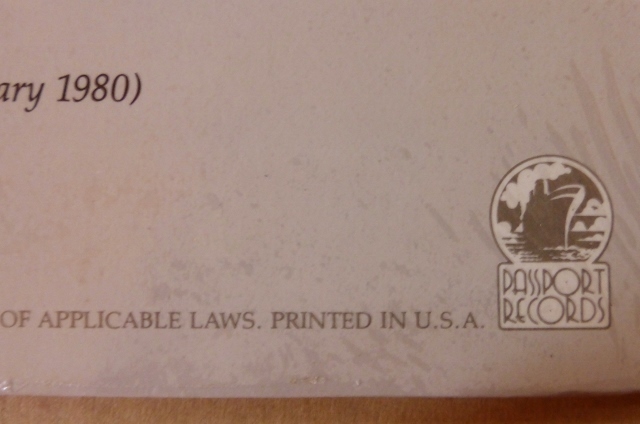 ary 1980)
PASSPORT
RECORDS
OF APPLICABLE LAWS. PRINTED IN U.S.A.